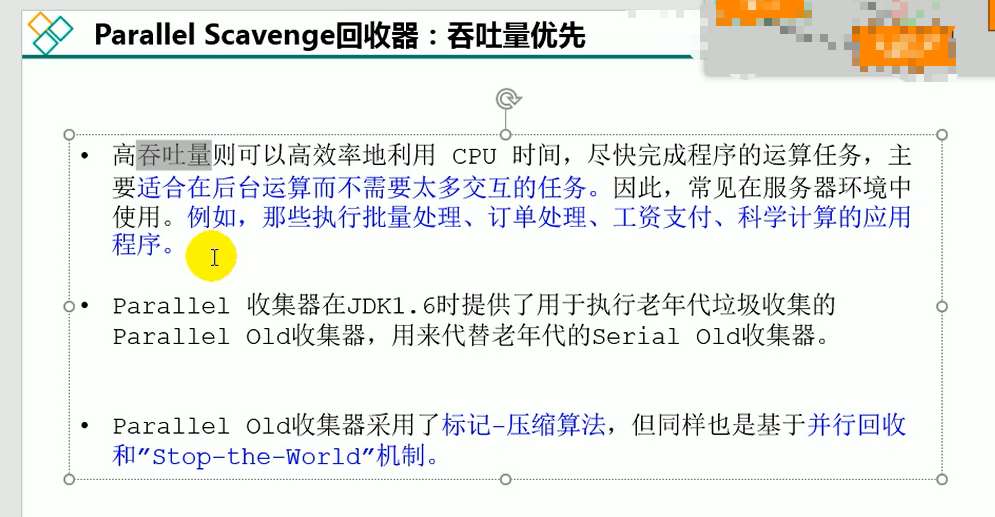 Parallel Scavenge回收器：吞吐量优先
• 高吞吐量则可以高效率地利用 CPU 时间，尽快完成程序的运算任务，主
要适合在后台运算而不需要太多交互的任务。因此，常见在服务器环境中
使用。例如，那些执行批量处理、订单处理、工资支付、科学计算的应用
程序。
• Parallel 收集器在JDK1.6时提供了用于执行老年代垃圾收集的
Parallel Old收集器，用来代替老年代的Serial Old收集器。
• Parallel Old收集器采用了标记-压缩算法，但同样也是基于并行回收
和”Stop-the-World”机制。